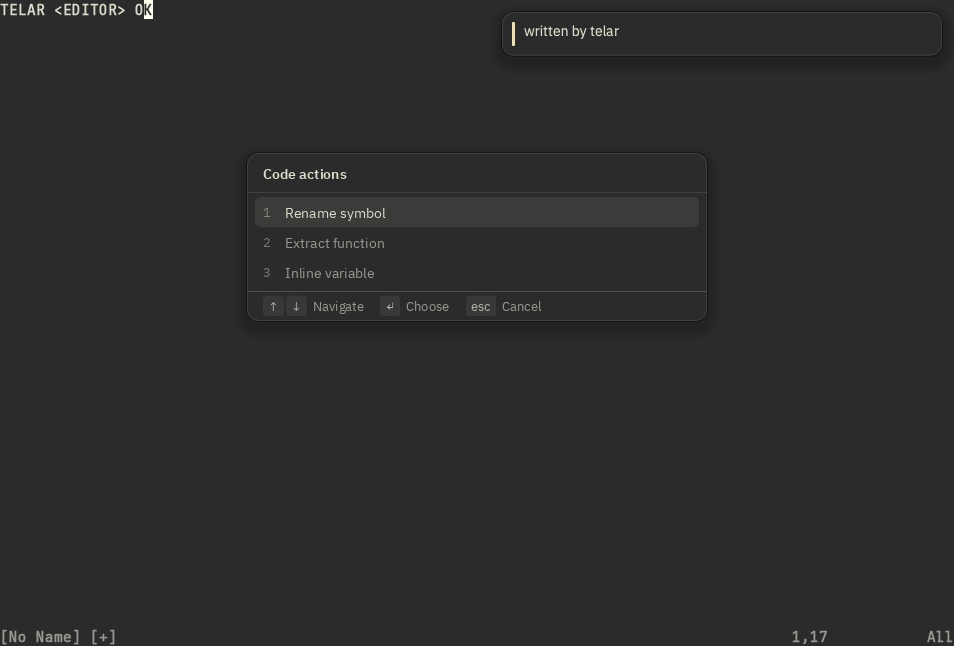 TELAR <EDITOR> OK
written by telar
Code actions
1 Rename symbol
2 Extract function
3 Inline variable
↑ ↓ Navigate ↵ Choose esc Cancel
[No Name] [+] 1,17 All